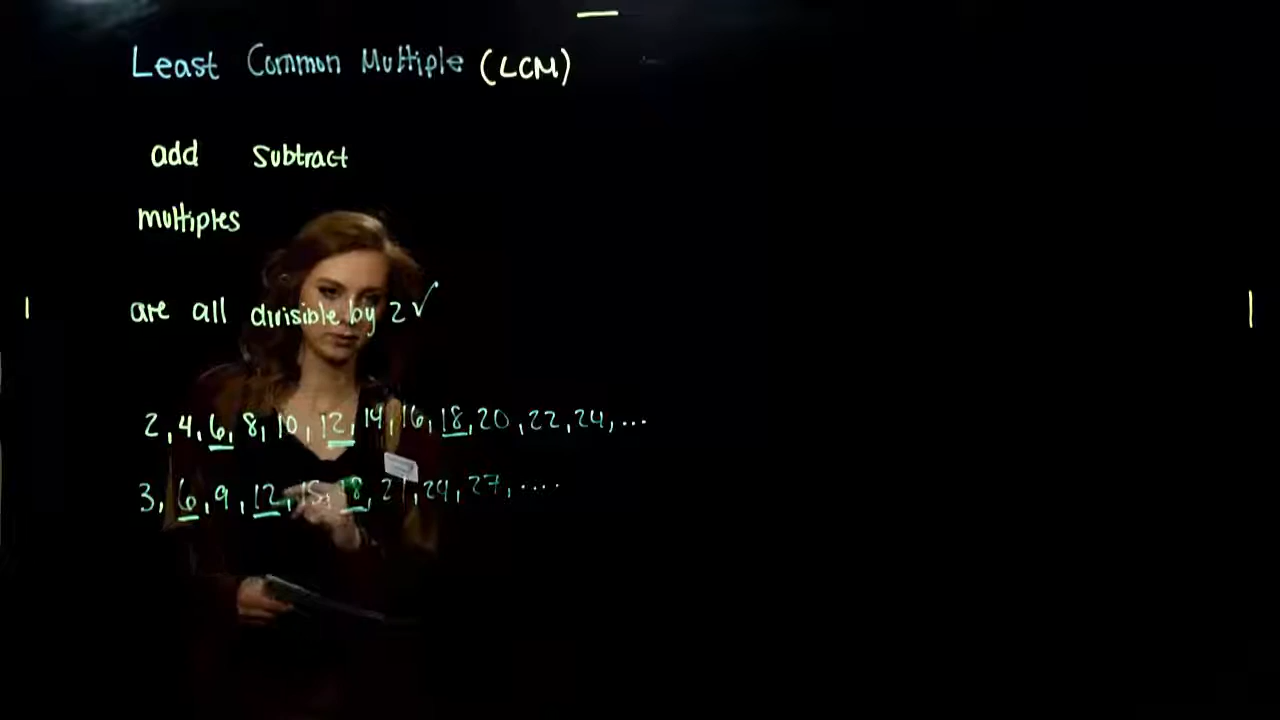 Least Common Multiple (LCM)
add subtract
multiples
are all divisible by 2 ✓
2, 4, 6, 8, 10, 12, 14, 16, 18, 20, 22, 24, ...
3, 6, 9, 12, 15, 18, 21, 24, 27, ....